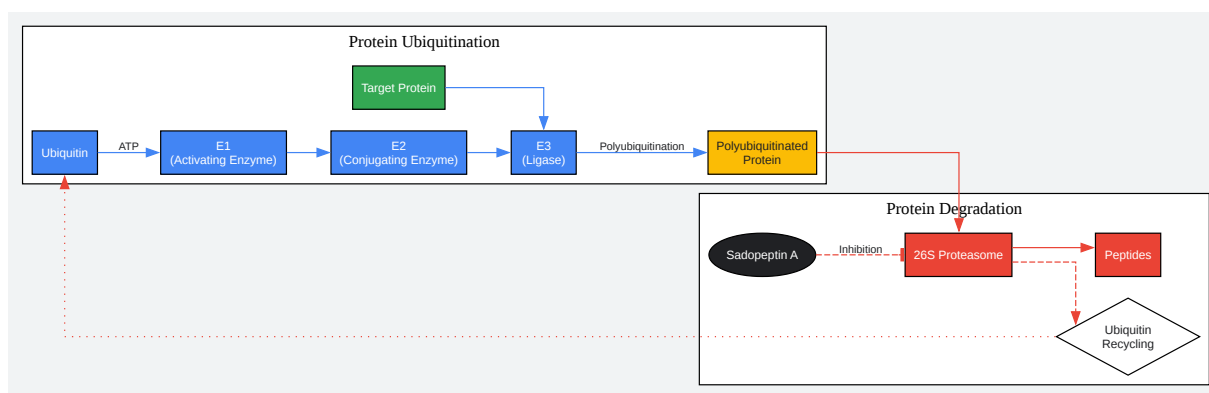 Protein Ubiquitination
Target Protein
Ubiquitin
ATP
E1
(Activating Enzyme)
E2
(Conjugating Enzyme)
E3
(Ligase)
Polyubiquitination
Polyubiquitinated
Protein
Protein Degradation
Sadopeptin A
Inhibition
26S Proteasome
Peptides
Ubiquitin
Recycling